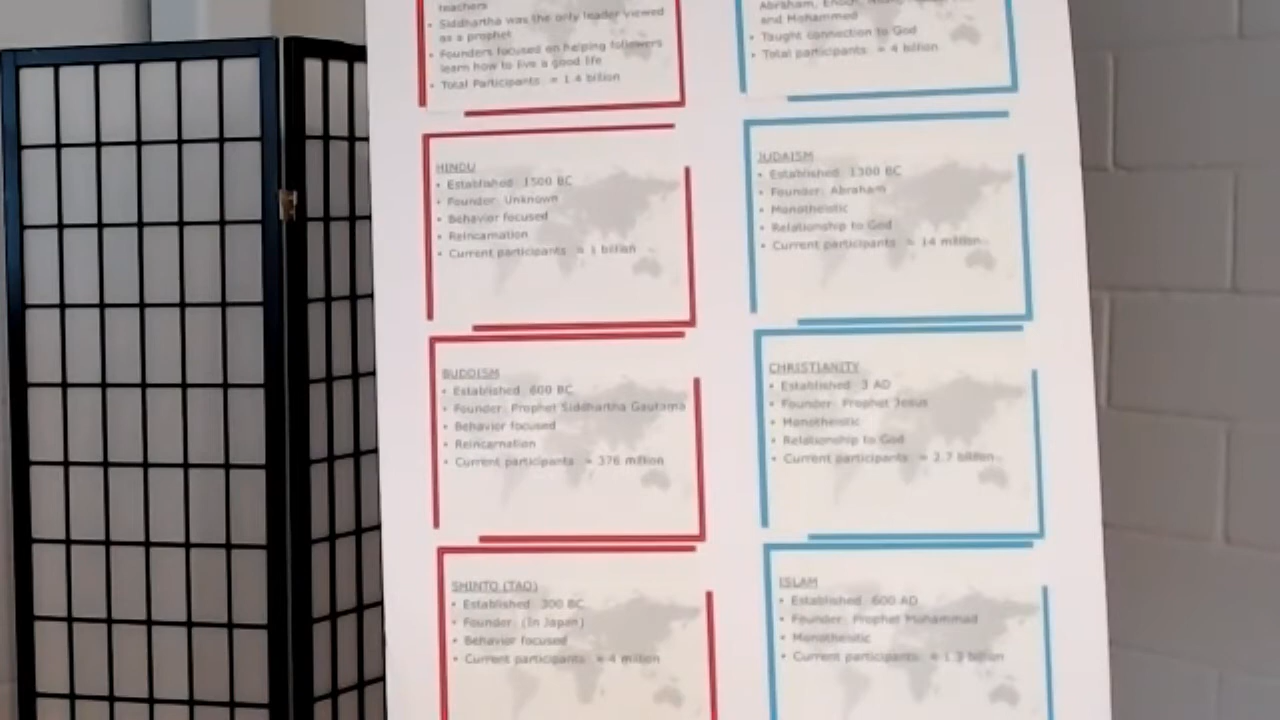 teachers
• Siddhartha was the only leader viewed
as a prophet
• Founders focused on helping followers
learn how to live a good life
• Total Participants ≈ 1.4 billion
HINDU
• Established: 1500 BC
• Founder: Unknown
• Behavior focused
• Reincarnation
• Current participants ≈ 1 billion
BUDDISM
• Established: 600 BC
• Founder: Prophet Siddhartha Gautama
• Behavior focused
• Reincarnation
• Current participants ≈ 376 million
SHINTO (TAO)
• Established: 300 BC
• Founder: (In Japan)
• Behavior focused
• Current participants ≈ 4 million
Abraham, Enoch,
and Mohammed
• Taught connection to God
• Total participants ≈ 4 billion
JUDAISM
• Established: 1300 BC
• Founder: Abraham
• Monotheistic
• Relationship to God
• Current participants ≈ 14 million
CHRISTIANITY
• Established: 3 AD
• Founder: Prophet Jesus
• Monotheistic
• Relationship to God
• Current participants ≈ 2.7 billion
ISLAM
• Established: 600 AD
• Founder: Prophet Mohammad
• Monotheistic
• Current participants ≈ 1.3 billion